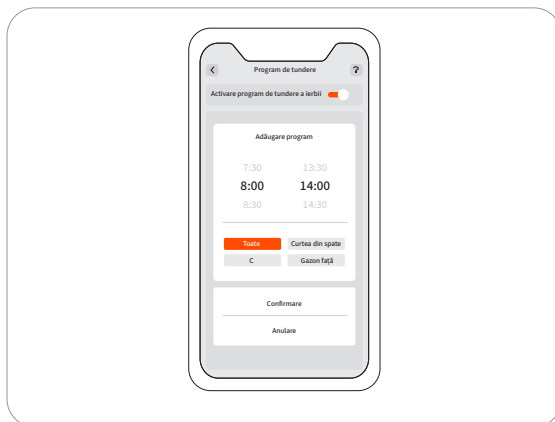 Program de tundere ?
Activare program de tundere a ierbii
Adăugare program
7:30 13:30
8:00 14:00
8:30 14:30
Toate Curtea din spate
C Gazon față
Confirmare
Anulare